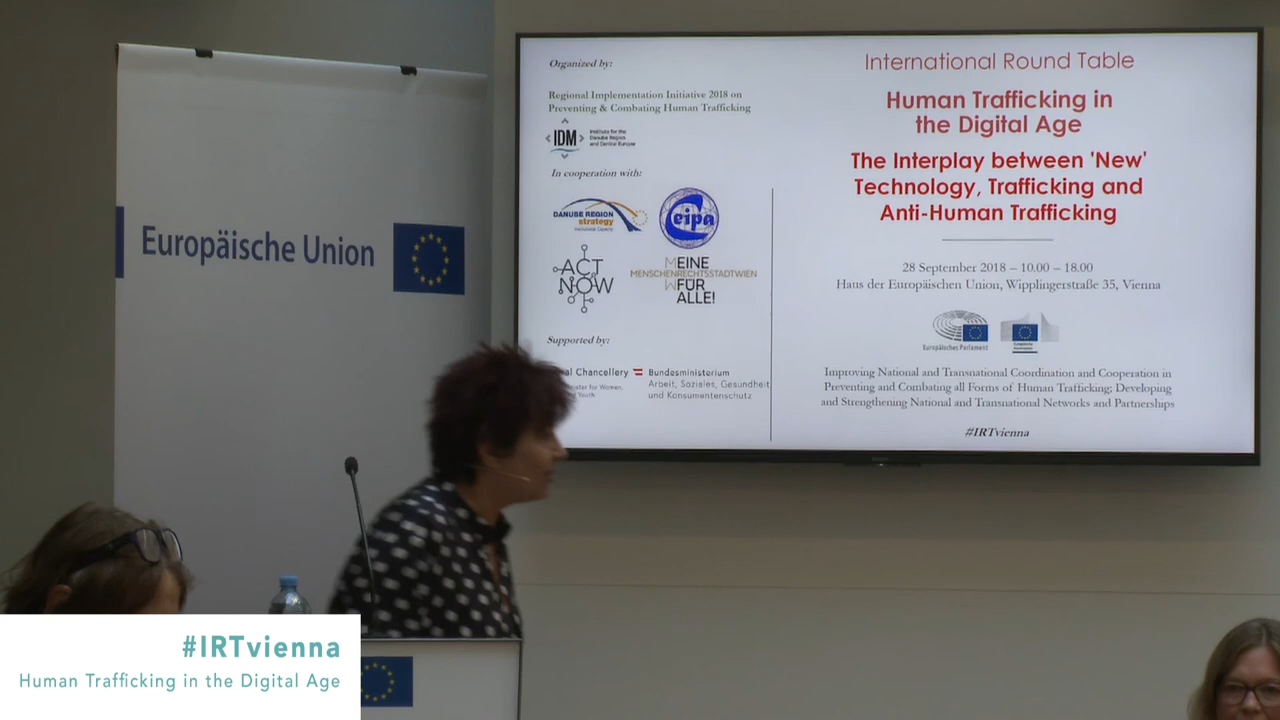 Europäische Union
Organized by:
Regional Implementation Initiative 2018 on
Preventing & Combating Human Trafficking
IDM
Institute for the
Danube Region
and Central Europe
In cooperation with:
DANUBE REGION
strategy
eipa
ACT
NOW
MEINE
MENSCHENRECHTSSTADTWIEN
FÜR
ALLE!
Supported by:
Chancellery
for Women,
Youth
Bundesministerium
Arbeit, Soziales, Gesundheit
und Konsumentenschutz
International Round Table
Human Trafficking in
the Digital Age
The Interplay between 'New'
Technology, Trafficking and
Anti-Human Trafficking
28 September 2018 – 10.00 - 18.00
Haus der Europäischen Union, Wipplingerstraße 35, Vienna
Europäisches Parlament
Improving National and Transnational Coordination and Cooperation in
Preventing and Combating all Forms of Human Trafficking; Developing
and Strengthening National and Transnational Networks and Partnerships
#IRTvienna
#IRTvienna
Human Trafficking in the Digital Age